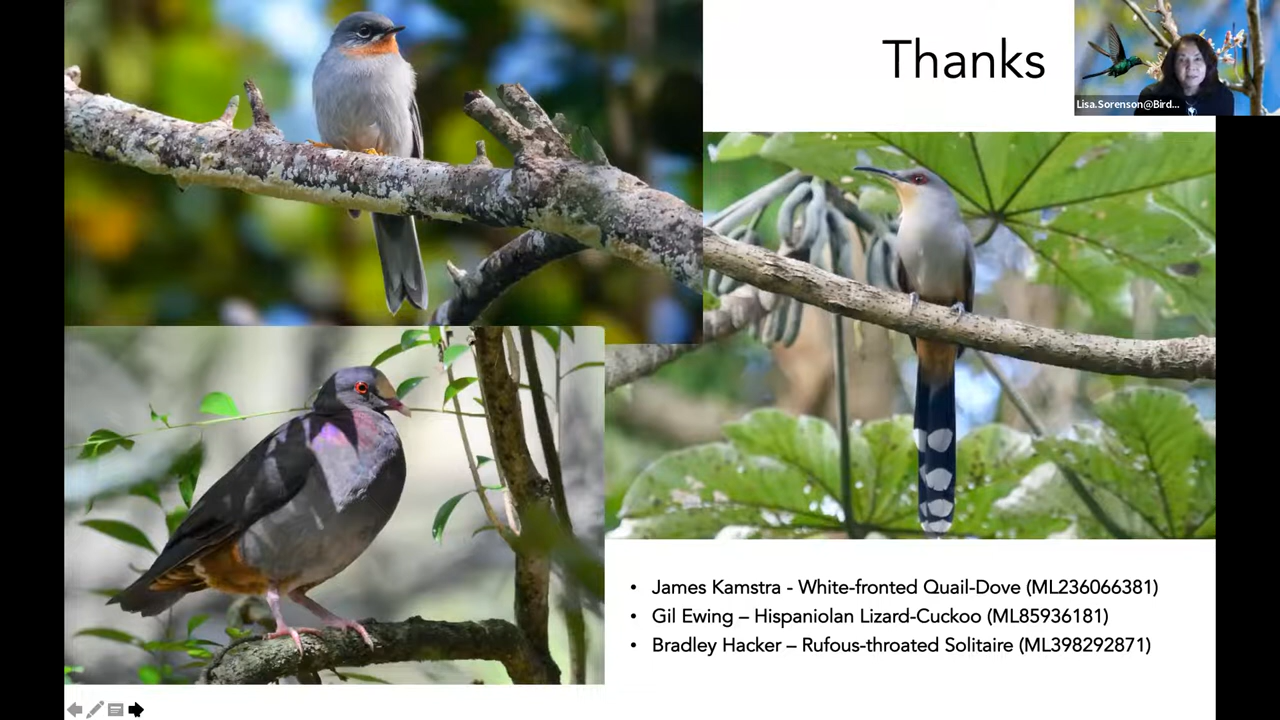 Thanks
Lisa.Sorenson@Bird...
• James Kamstra - White-fronted Quail-Dove (ML236066381)
• Gil Ewing – Hispaniolan Lizard-Cuckoo (ML85936181)
• Bradley Hacker – Rufous-throated Solitaire (ML398292871)